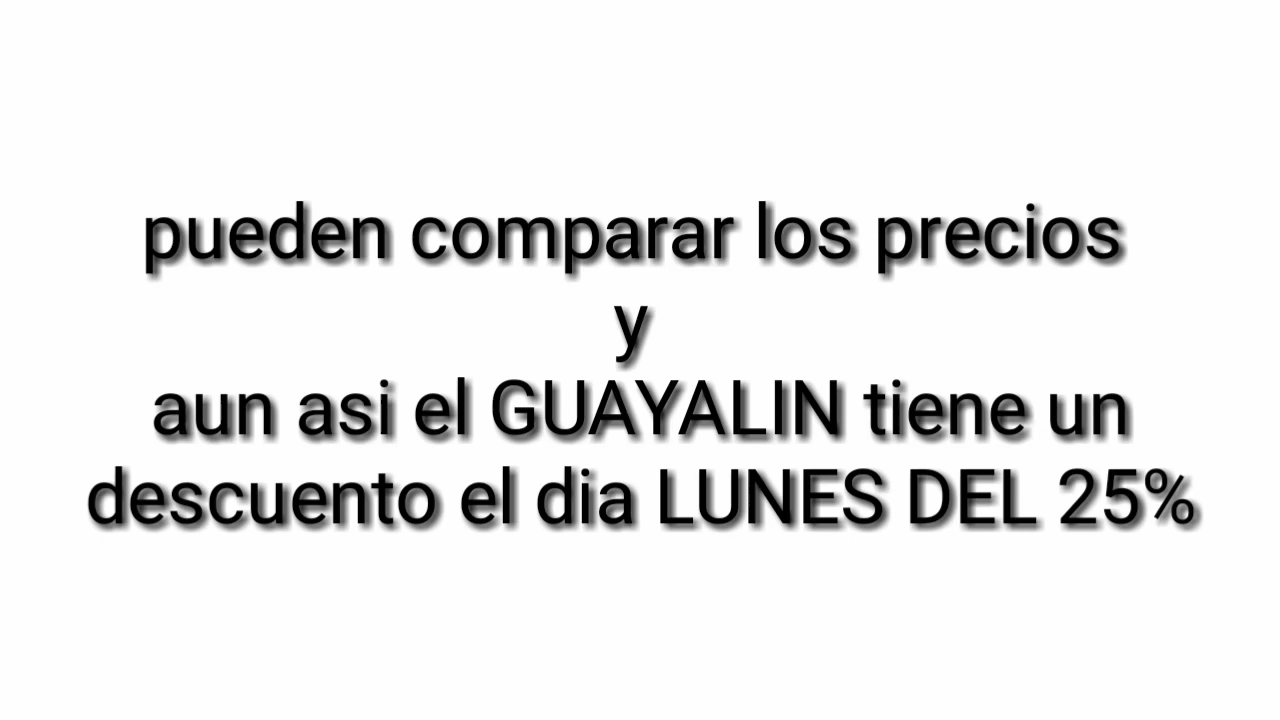 pueden comparar los precios
y
aun asi el GUAYALIN tiene un
descuento el dia LUNES DEL 25%